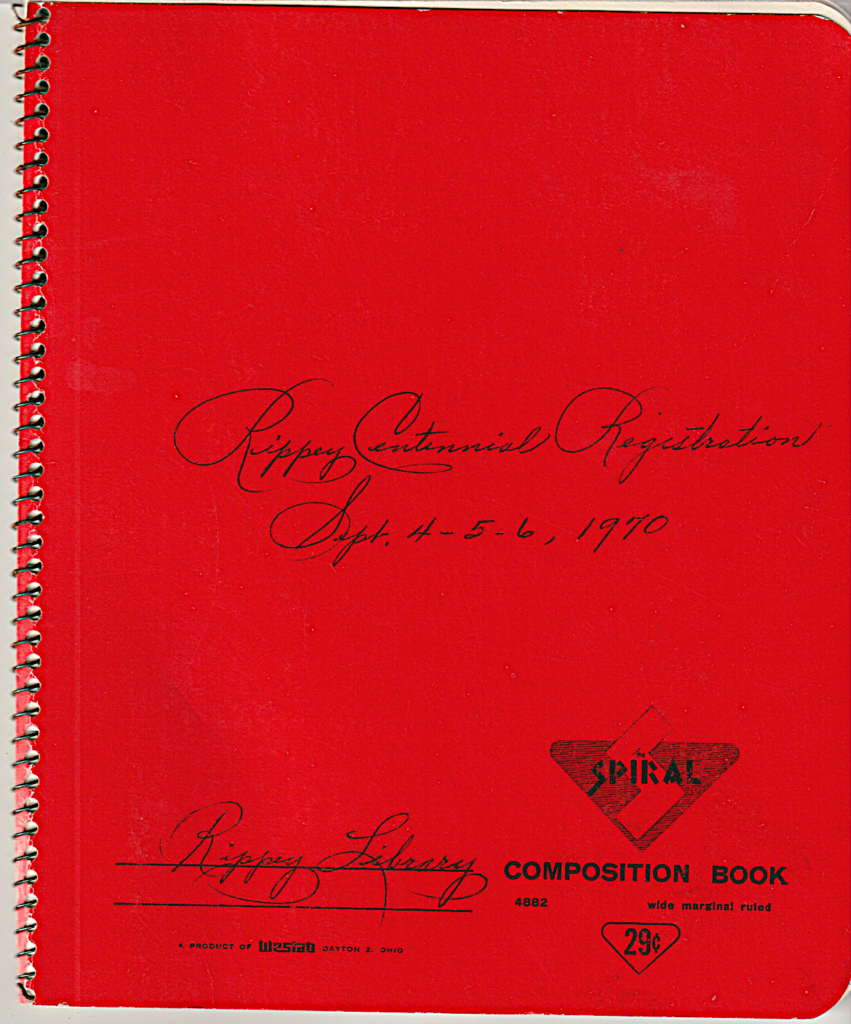 Rippey Centennial Registration
Sept. 4-5-6, 1970
The
SPIRAL
Rippey Library
COMPOSITION BOOK
4882 wide marginal ruled
29¢
A PRODUCT OF Westab DAYTON 2, OHIO